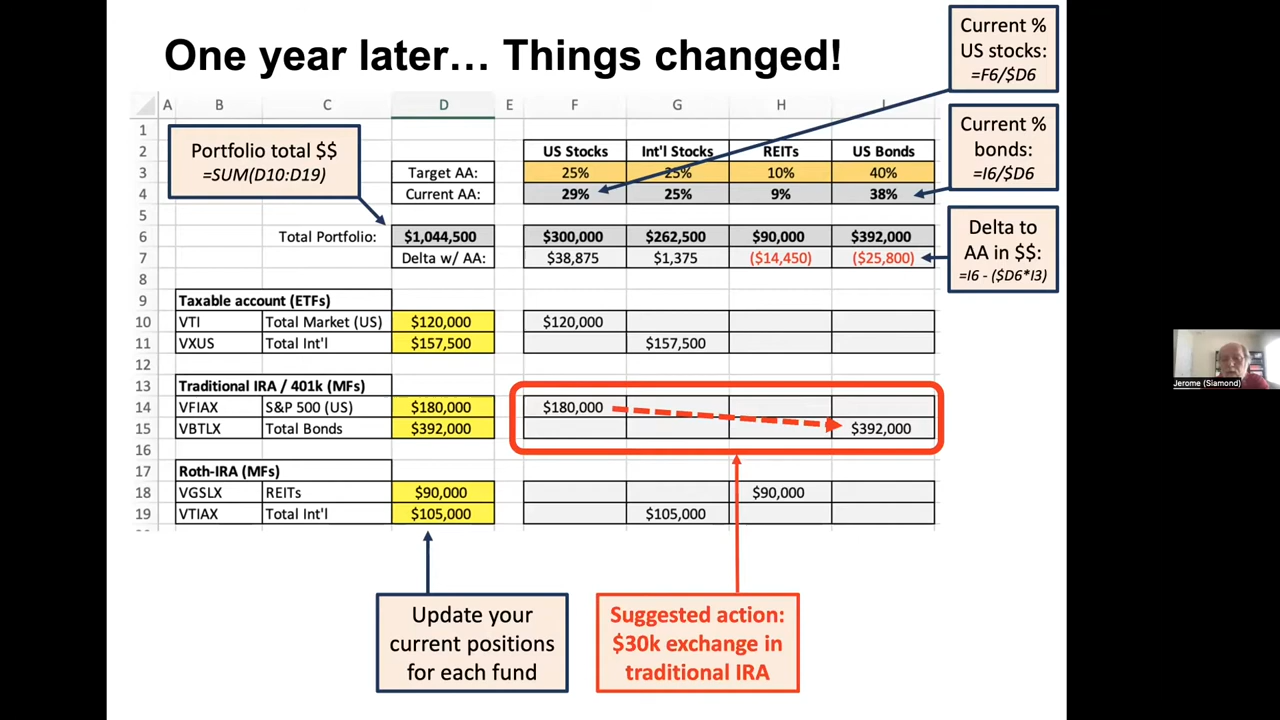 One year later… Things changed!
Current %
US stocks:
=F6/$D6
Current %
bonds:
=I6/$D6
Delta to
AA in $$:
=I6 - ($D6*I3)
Portfolio total $$
=SUM(D10:D19)
A B C D E F G H I
1
2 US Stocks Int'l Stocks REITs US Bonds
3 Target AA: 25% 25% 10% 40%
4 Current AA: 29% 25% 9% 38%
5
6 Total Portfolio: $1,044,500 $300,000 $262,500 $90,000 $392,000
7 Delta w/ AA: $38,875 $1,375 ($14,450) ($25,800)
8
9 Taxable account (ETFs)
10 VTI Total Market (US) $120,000 $120,000
11 VXUS Total Int'l $157,500 $157,500
12
13 Traditional IRA / 401k (MFs)
14 VFIAX S&P 500 (US) $180,000 $180,000
15 VBTLX Total Bonds $392,000 $392,000
16
17 Roth-IRA (MFs)
18 VGSLX REITs $90,000 $90,000
19 VTIAX Total Int'l $105,000 $105,000
Update your
current positions
for each fund
Suggested action:
$30k exchange in
traditional IRA
Jerome (Siamond)